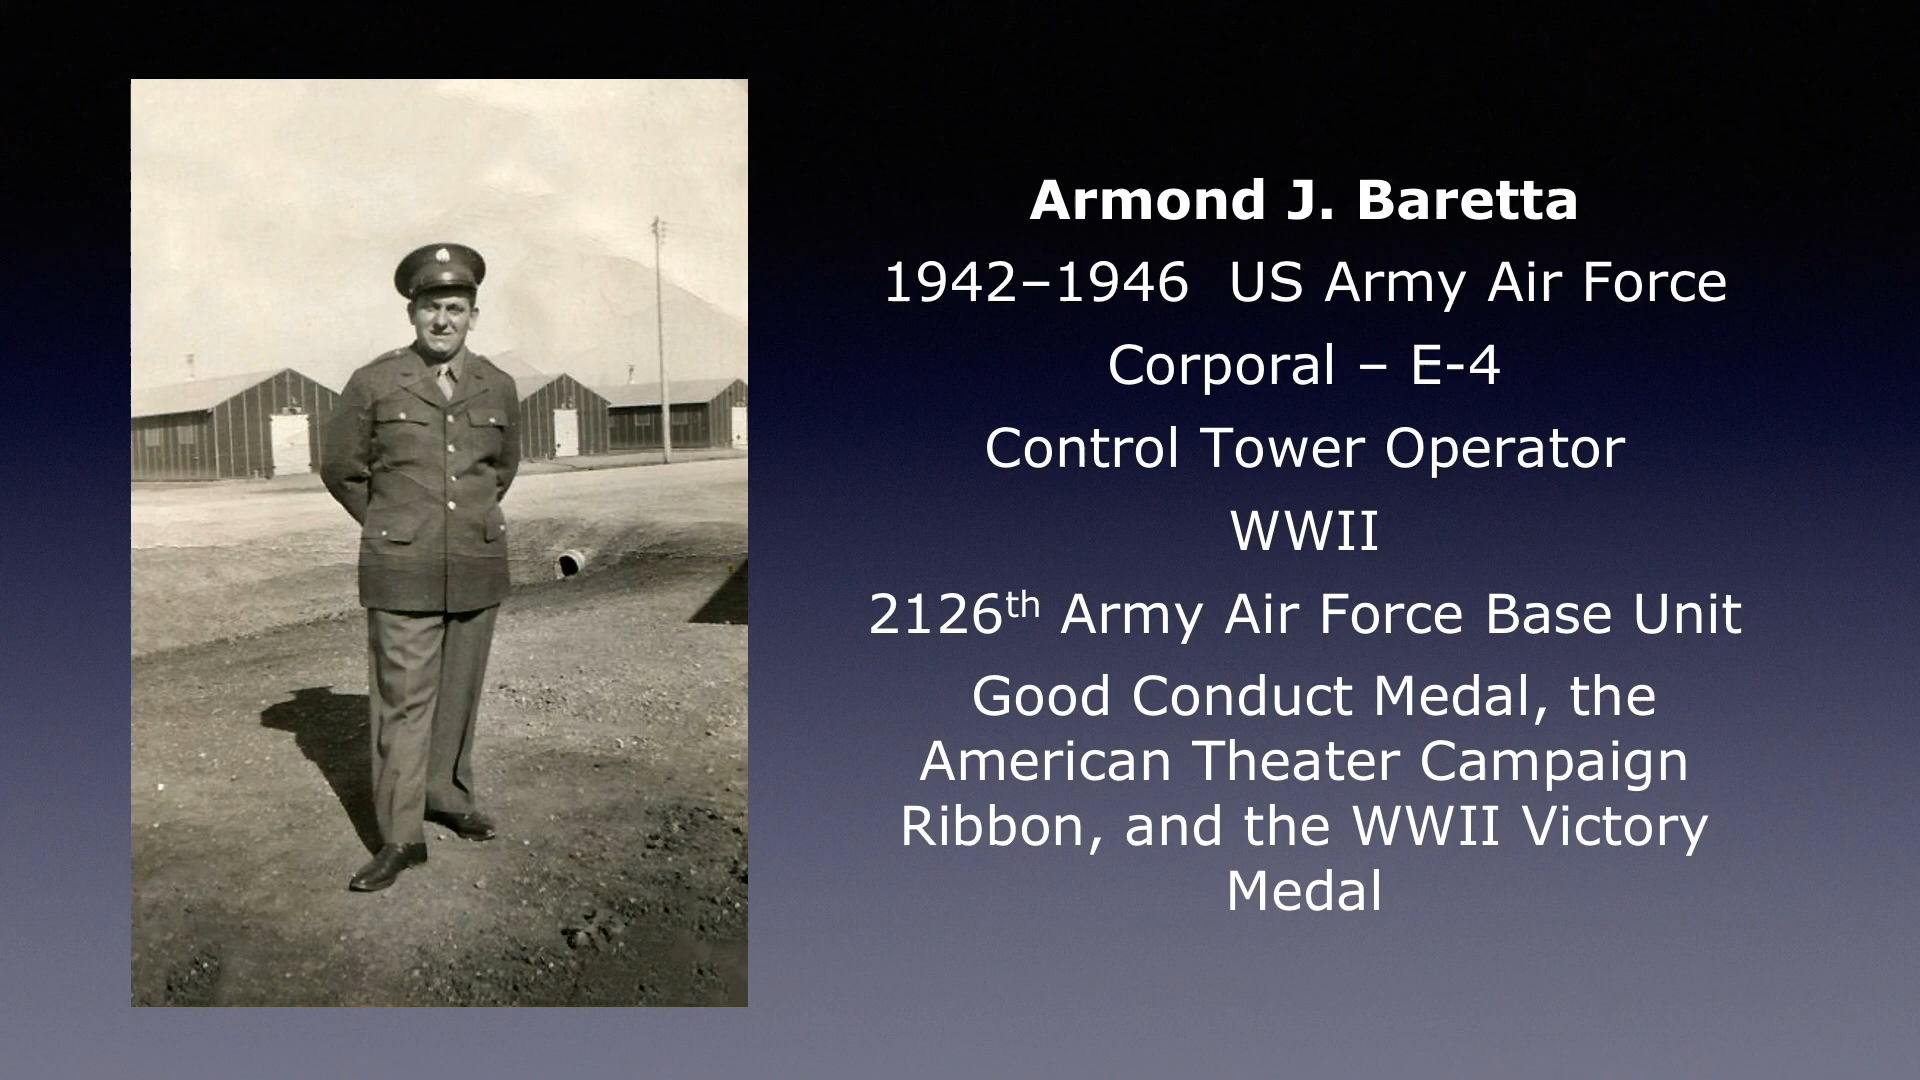 Armond J. Baretta
1942–1946  US Army Air Force
Corporal – E-4
Control Tower Operator
WWII
2126th Army Air Force Base Unit
Good Conduct Medal, the
American Theater Campaign
Ribbon, and the WWII Victory
Medal